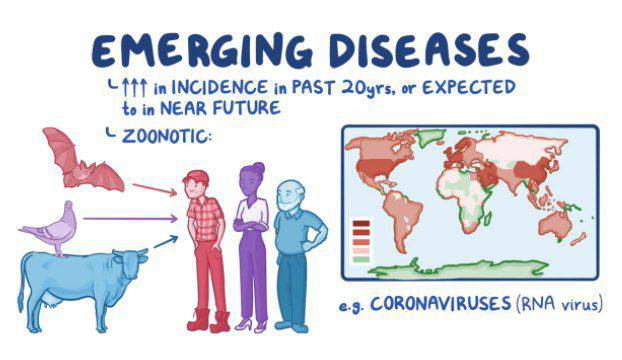 EMERGING DISEASES
↑↑↑ in INCIDENCE in PAST 20yrs, or EXPECTED
to in NEAR FUTURE
ZOONOTIC:
e.g. CORONAVIRUSES (RNA virus)